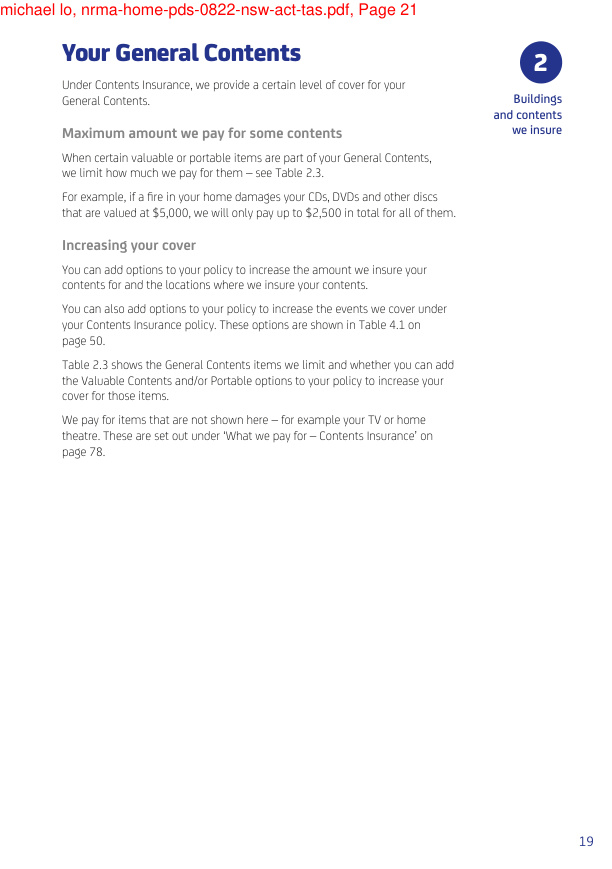 michael lo, nrma-home-pds-0822-nsw-act-tas.pdf, Page 21
Your General Contents
2
Buildings
and contents
we insure
Under Contents Insurance, we provide a certain level of cover for your
General Contents.
Maximum amount we pay for some contents
When certain valuable or portable items are part of your General Contents,
we limit how much we pay for them – see Table 2.3.
For example, if a fire in your home damages your CDs, DVDs and other discs
that are valued at $5,000, we will only pay up to $2,500 in total for all of them.
Increasing your cover
You can add options to your policy to increase the amount we insure your
contents for and the locations where we insure your contents.
You can also add options to your policy to increase the events we cover under
your Contents Insurance policy. These options are shown in Table 4.1 on
page 50.
Table 2.3 shows the General Contents items we limit and whether you can add
the Valuable Contents and/or Portable options to your policy to increase your
cover for those items.
We pay for items that are not shown here – for example your TV or home
theatre. These are set out under ‘What we pay for – Contents Insurance’ on
page 78.
19